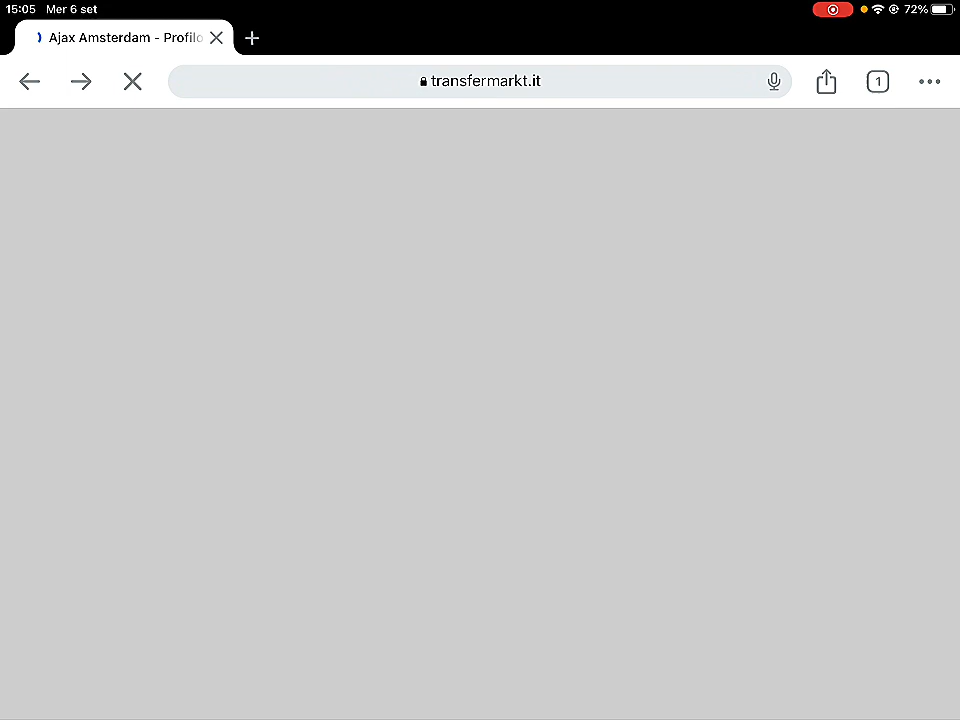 15:05 Mer 6 set
72%
Ajax Amsterdam - Profilo
transfermarkt.it
1